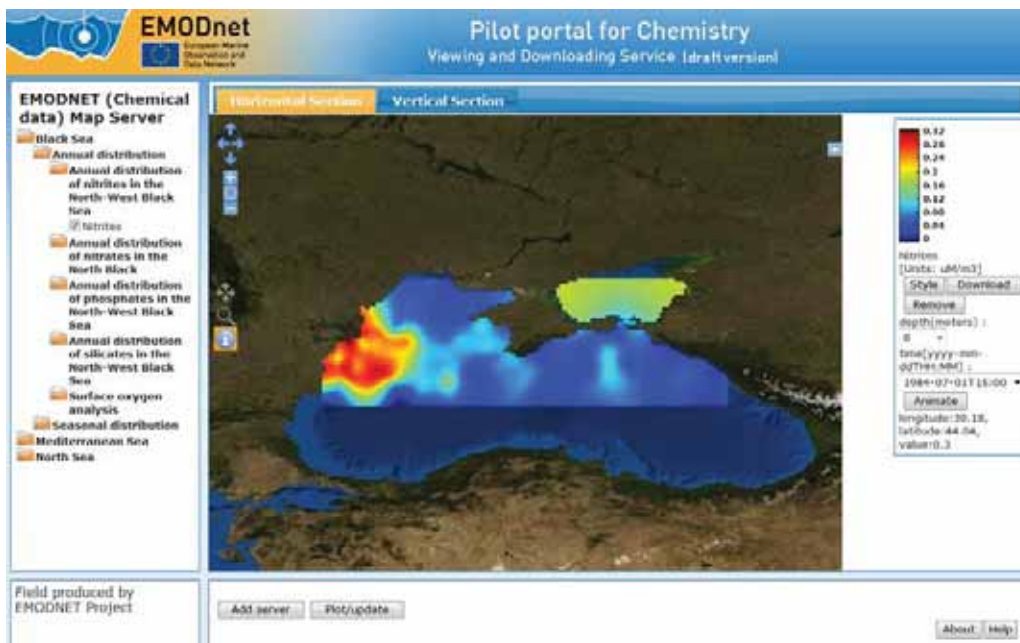 EMODnet
European Marine
Observation and
Data Network
Pilot portal for Chemistry
Viewing and Downloading Service (draft version)
EMODNET (Chemical
data) Map Server
Black Sea
Annual distribution
Annual distribution
of nitrites in the
North-West Black
Sea
Nitrites
Annual distribution
of nitrates in the
North Black
Annual distribution
of phosphates in the
North-West Black
Sea
Annual distribution
of silicates in the
North-West Black
Sea
Surface oxygen
analysis
Seasonal distribution
Mediterranean Sea
North Sea
Horizontal Section
Vertical Section
0.32
0.28
0.24
0.2
0.16
0.12
0.08
0.04
0
[Units: uM/m3]
Style
Download
Remove
depth(meters) :
time[yyyy-mm-
ddTHH:MM] :
1984-07-01T15:00
Animate
latitude:44.04,
value:0.3
Field produced by
EMODNET Project
Add server
Plot/update
About
Help